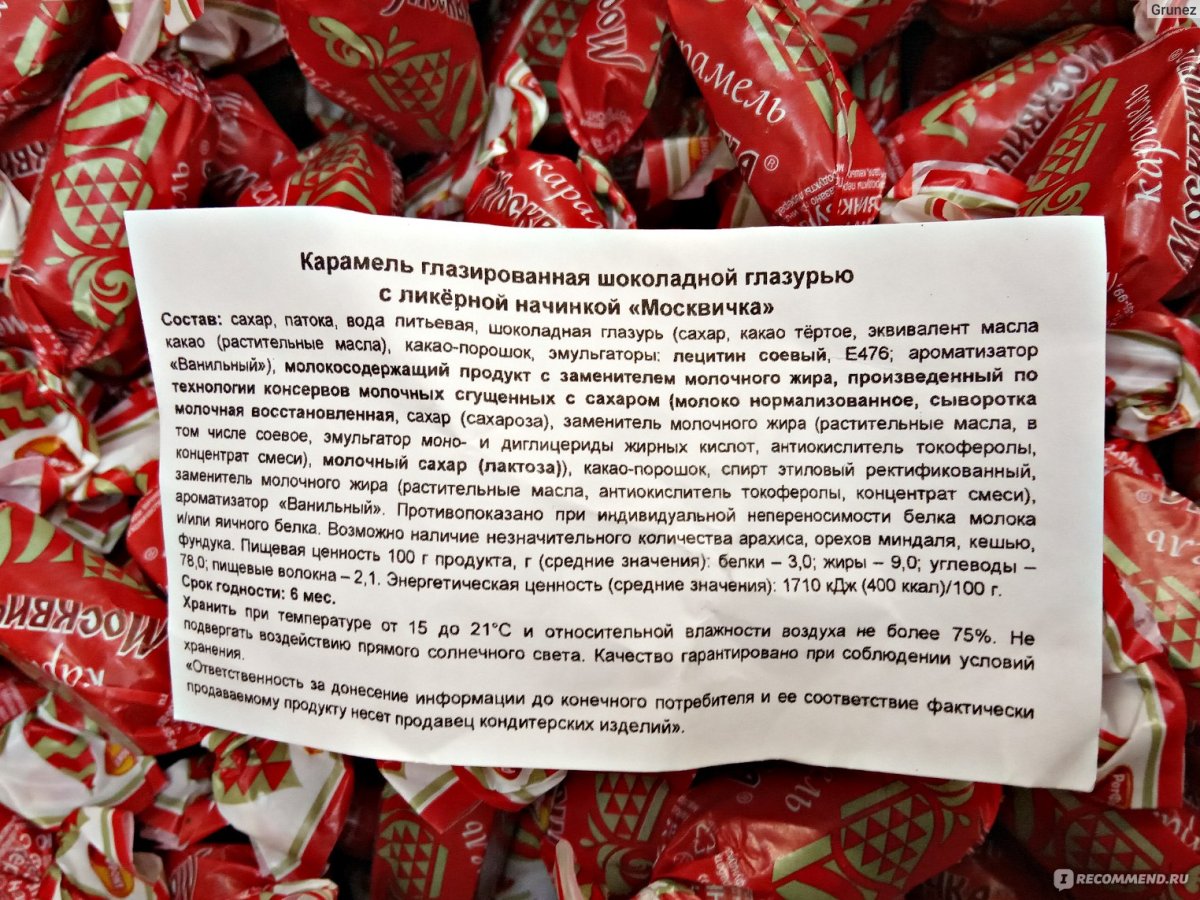 Grunez
Москвичка
Карамель
карамель
Москвичка
Карамель глазированная шоколадной глазурью
с ликёрной начинкой «Москвичка»
Состав: сахар, патока, вода питьевая, шоколадная глазурь (сахар, какао тёртое, эквивалент масла
какао (растительные масла), какао-порошок, эмульгаторы: лецитин соевый, Е476; ароматизатор
«Ванильный»), молокосодержащий продукт с заменителем молочного жира, произведенный по
технологии консервов молочных сгущенных с сахаром (молоко нормализованное, сыворотка
молочная восстановленная, сахар (сахароза), заменитель молочного жира (растительные масла, в
том числе соевое, эмульгатор моно- и диглицериды жирных кислот, антиокислитель токоферолы,
концентрат смеси), молочный сахар (лактоза)), какао-порошок, спирт этиловый ректификованный,
заменитель молочного жира (растительные масла, антиокислитель токоферолы, концентрат смеси),
ароматизатор «Ванильный». Противопоказано при индивидуальной непереносимости белка молока
и/или яичного белка. Возможно наличие незначительного количества арахиса, орехов миндаля, кешью,
фундука. Пищевая ценность 100 г продукта, г (средние значения): белки – 3,0; жиры – 9,0; углеводы –
78,0; пищевые волокна – 2,1. Энергетическая ценность (средние значения): 1710 кДж (400 ккал)/100 г.
Срок годности: 6 мес.
Хранить при температуре от 15 до 21°С и относительной влажности воздуха не более 75%. Не
подвергать воздействию прямого солнечного света. Качество гарантировано при соблюдении условий
хранения.
«Ответственность за донесение информации до конечного потребителя и ее соответствие фактически
продаваемому продукту несет продавец кондитерских изделий».
IRECOMMEND.RU